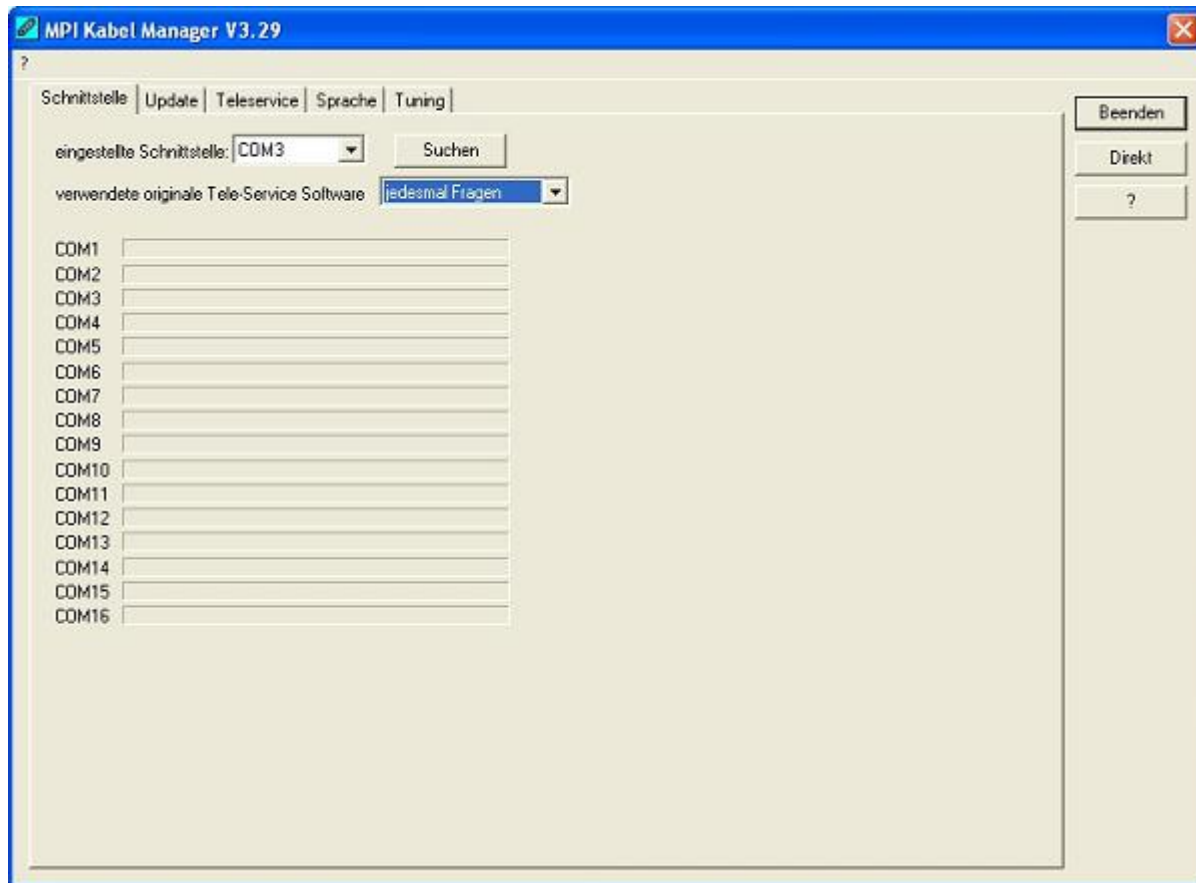 MPI Kabel Manager V3.29
?
Schnittstelle Update Teleservice Sprache Tuning
Beenden
eingestellte Schnittstelle: COM3 Suchen
Direkt
verwendete originale Tele-Service Software jedesmal Fragen
?
COM1
COM2
COM3
COM4
COM5
COM6
COM7
COM8
COM9
COM10
COM11
COM12
COM13
COM14
COM15
COM16